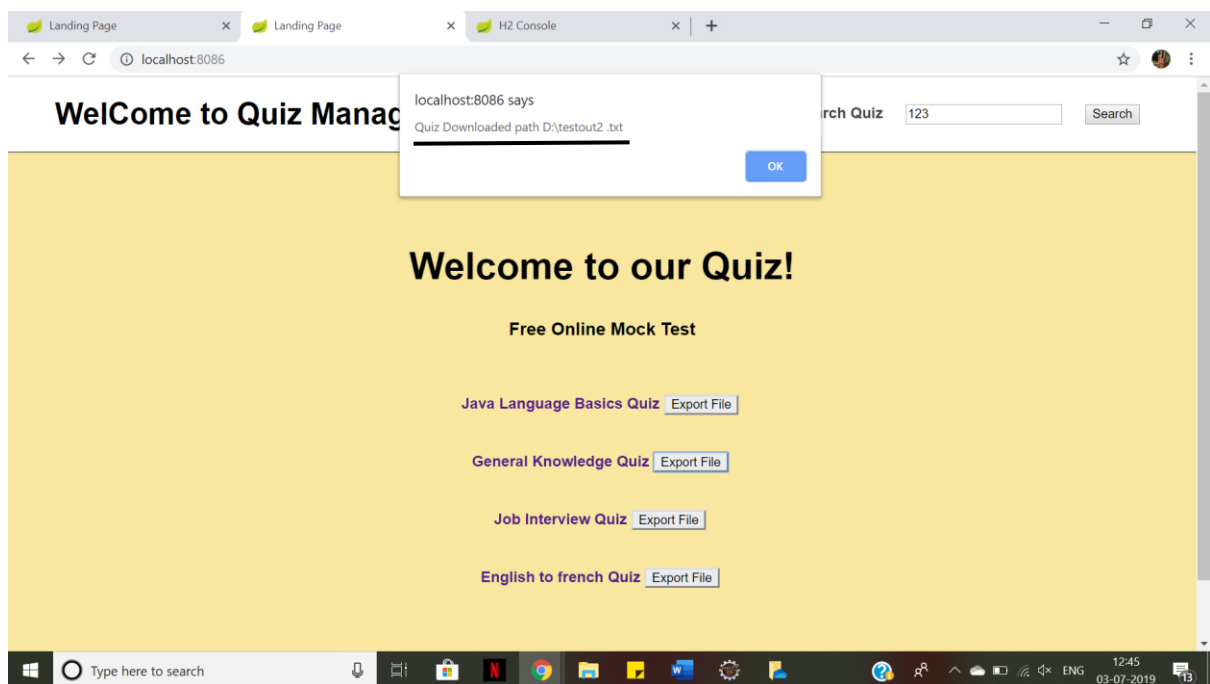 Landing Page
Landing Page
H2 Console
localhost:8086
WelCome to Quiz Manag
rch Quiz
123
Search
localhost:8086 says
Quiz Downloaded path D:\testout2 .txt
OK
Welcome to our Quiz!
Free Online Mock Test
Java Language Basics Quiz Export File
General Knowledge Quiz Export File
Job Interview Quiz Export File
English to french Quiz Export File
Type here to search
ENG
12:45
03-07-2019
13